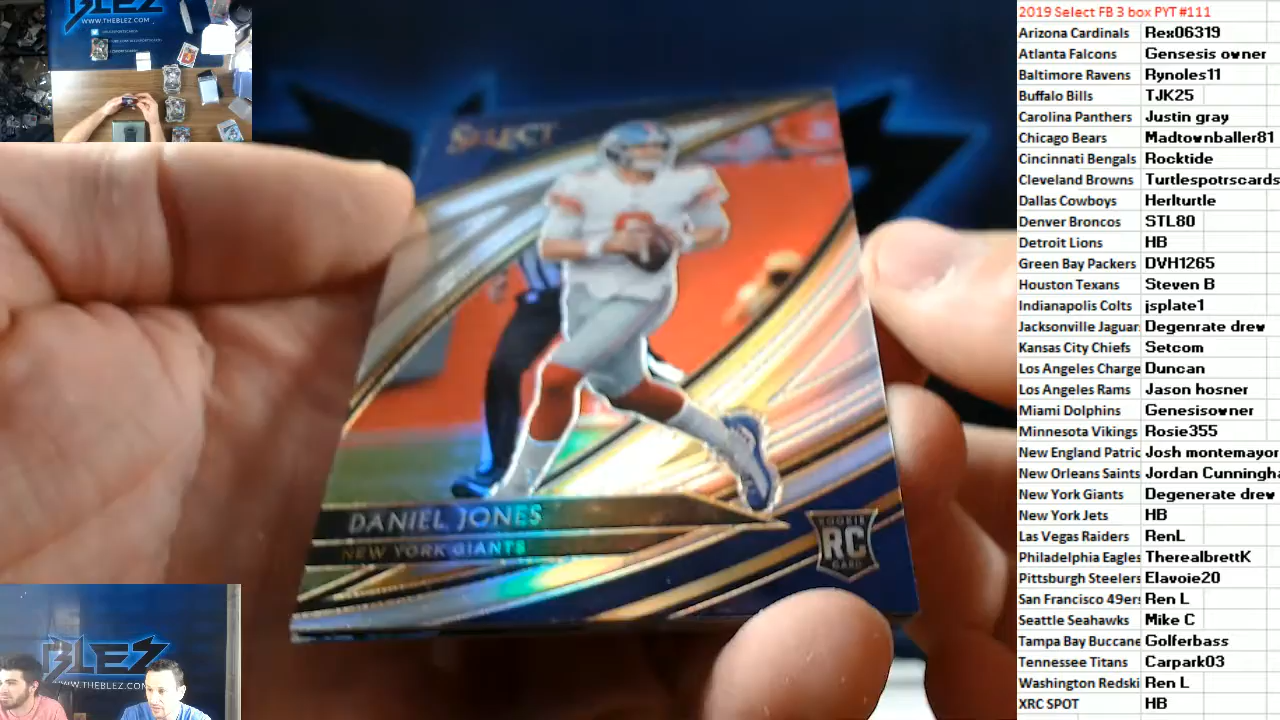 WWW.THEBLEZ.COM
SELECT
DANIEL JONES
NEW YORK GIANTS
ROOKIE
RC
CARD
BLEZ
WWW.THEBLEZ.COM
2019 Select FB 3 box PYT #111
Arizona Cardinals Rex06319
Atlanta Falcons Gensesis owner
Baltimore Ravens Rynoles11
Buffalo Bills TJK25
Carolina Panthers Justin gray
Chicago Bears Madtownballer81
Cincinnati Bengals Rocktide
Cleveland Browns Turtlespotrscards
Dallas Cowboys Herlturtle
Denver Broncos STL80
Detroit Lions HB
Green Bay Packers DVH1265
Houston Texans Steven B
Indianapolis Colts jsplate1
Jacksonville Jaguar Degenrate drew
Kansas City Chiefs Setcom
Los Angeles Charge Duncan
Los Angeles Rams Jason hosner
Miami Dolphins Genesisowner
Minnesota Vikings Rosie355
New England Patric Josh montemayor
New Orleans Saints Jordan Cunningha
New York Giants Degenerate drew
New York Jets HB
Las Vegas Raiders RenL
Philadelphia Eagles TherealbrettK
Pittsburgh Steelers Elavoie20
San Francisco 49ers Ren L
Seattle Seahawks Mike C
Tampa Bay Buccane Golferbass
Tennessee Titans Carpark03
Washington Redski Ren L
XRC SPOT HB